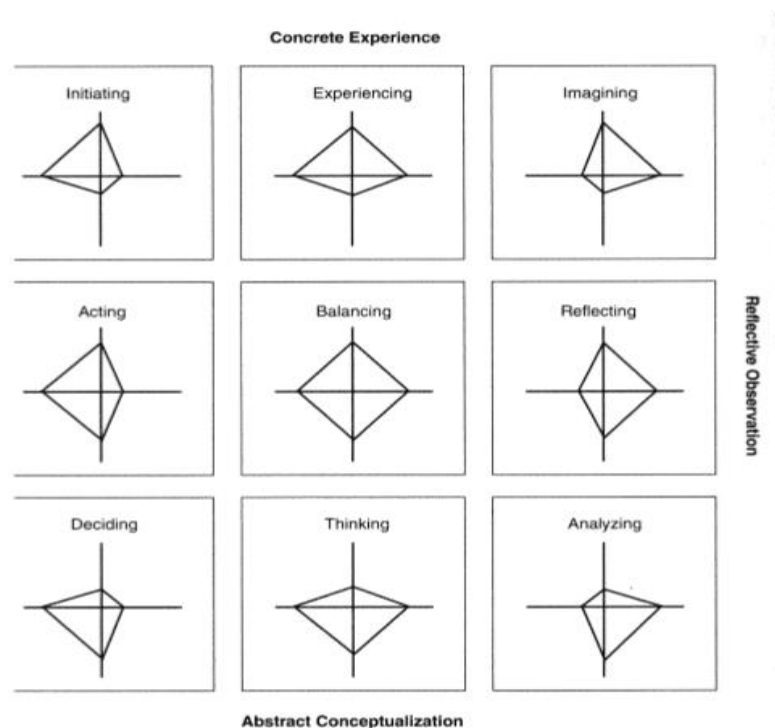 Concrete Experience
Initiating
Experiencing
Imagining
Acting
Balancing
Reflecting
Reflective Observation
Deciding
Thinking
Analyzing
Abstract Conceptualization